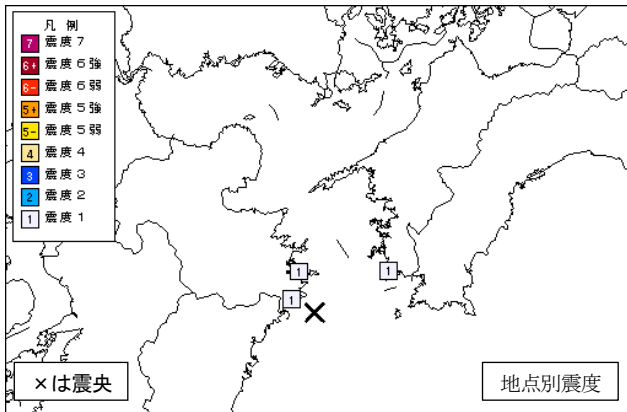 凡 例
7 震度7
6+ 震度6強
6- 震度6弱
5+ 震度5強
5- 震度5弱
4 震度4
3 震度3
2 震度2
1 震度1
1
1
1
×は震央
地点別震度